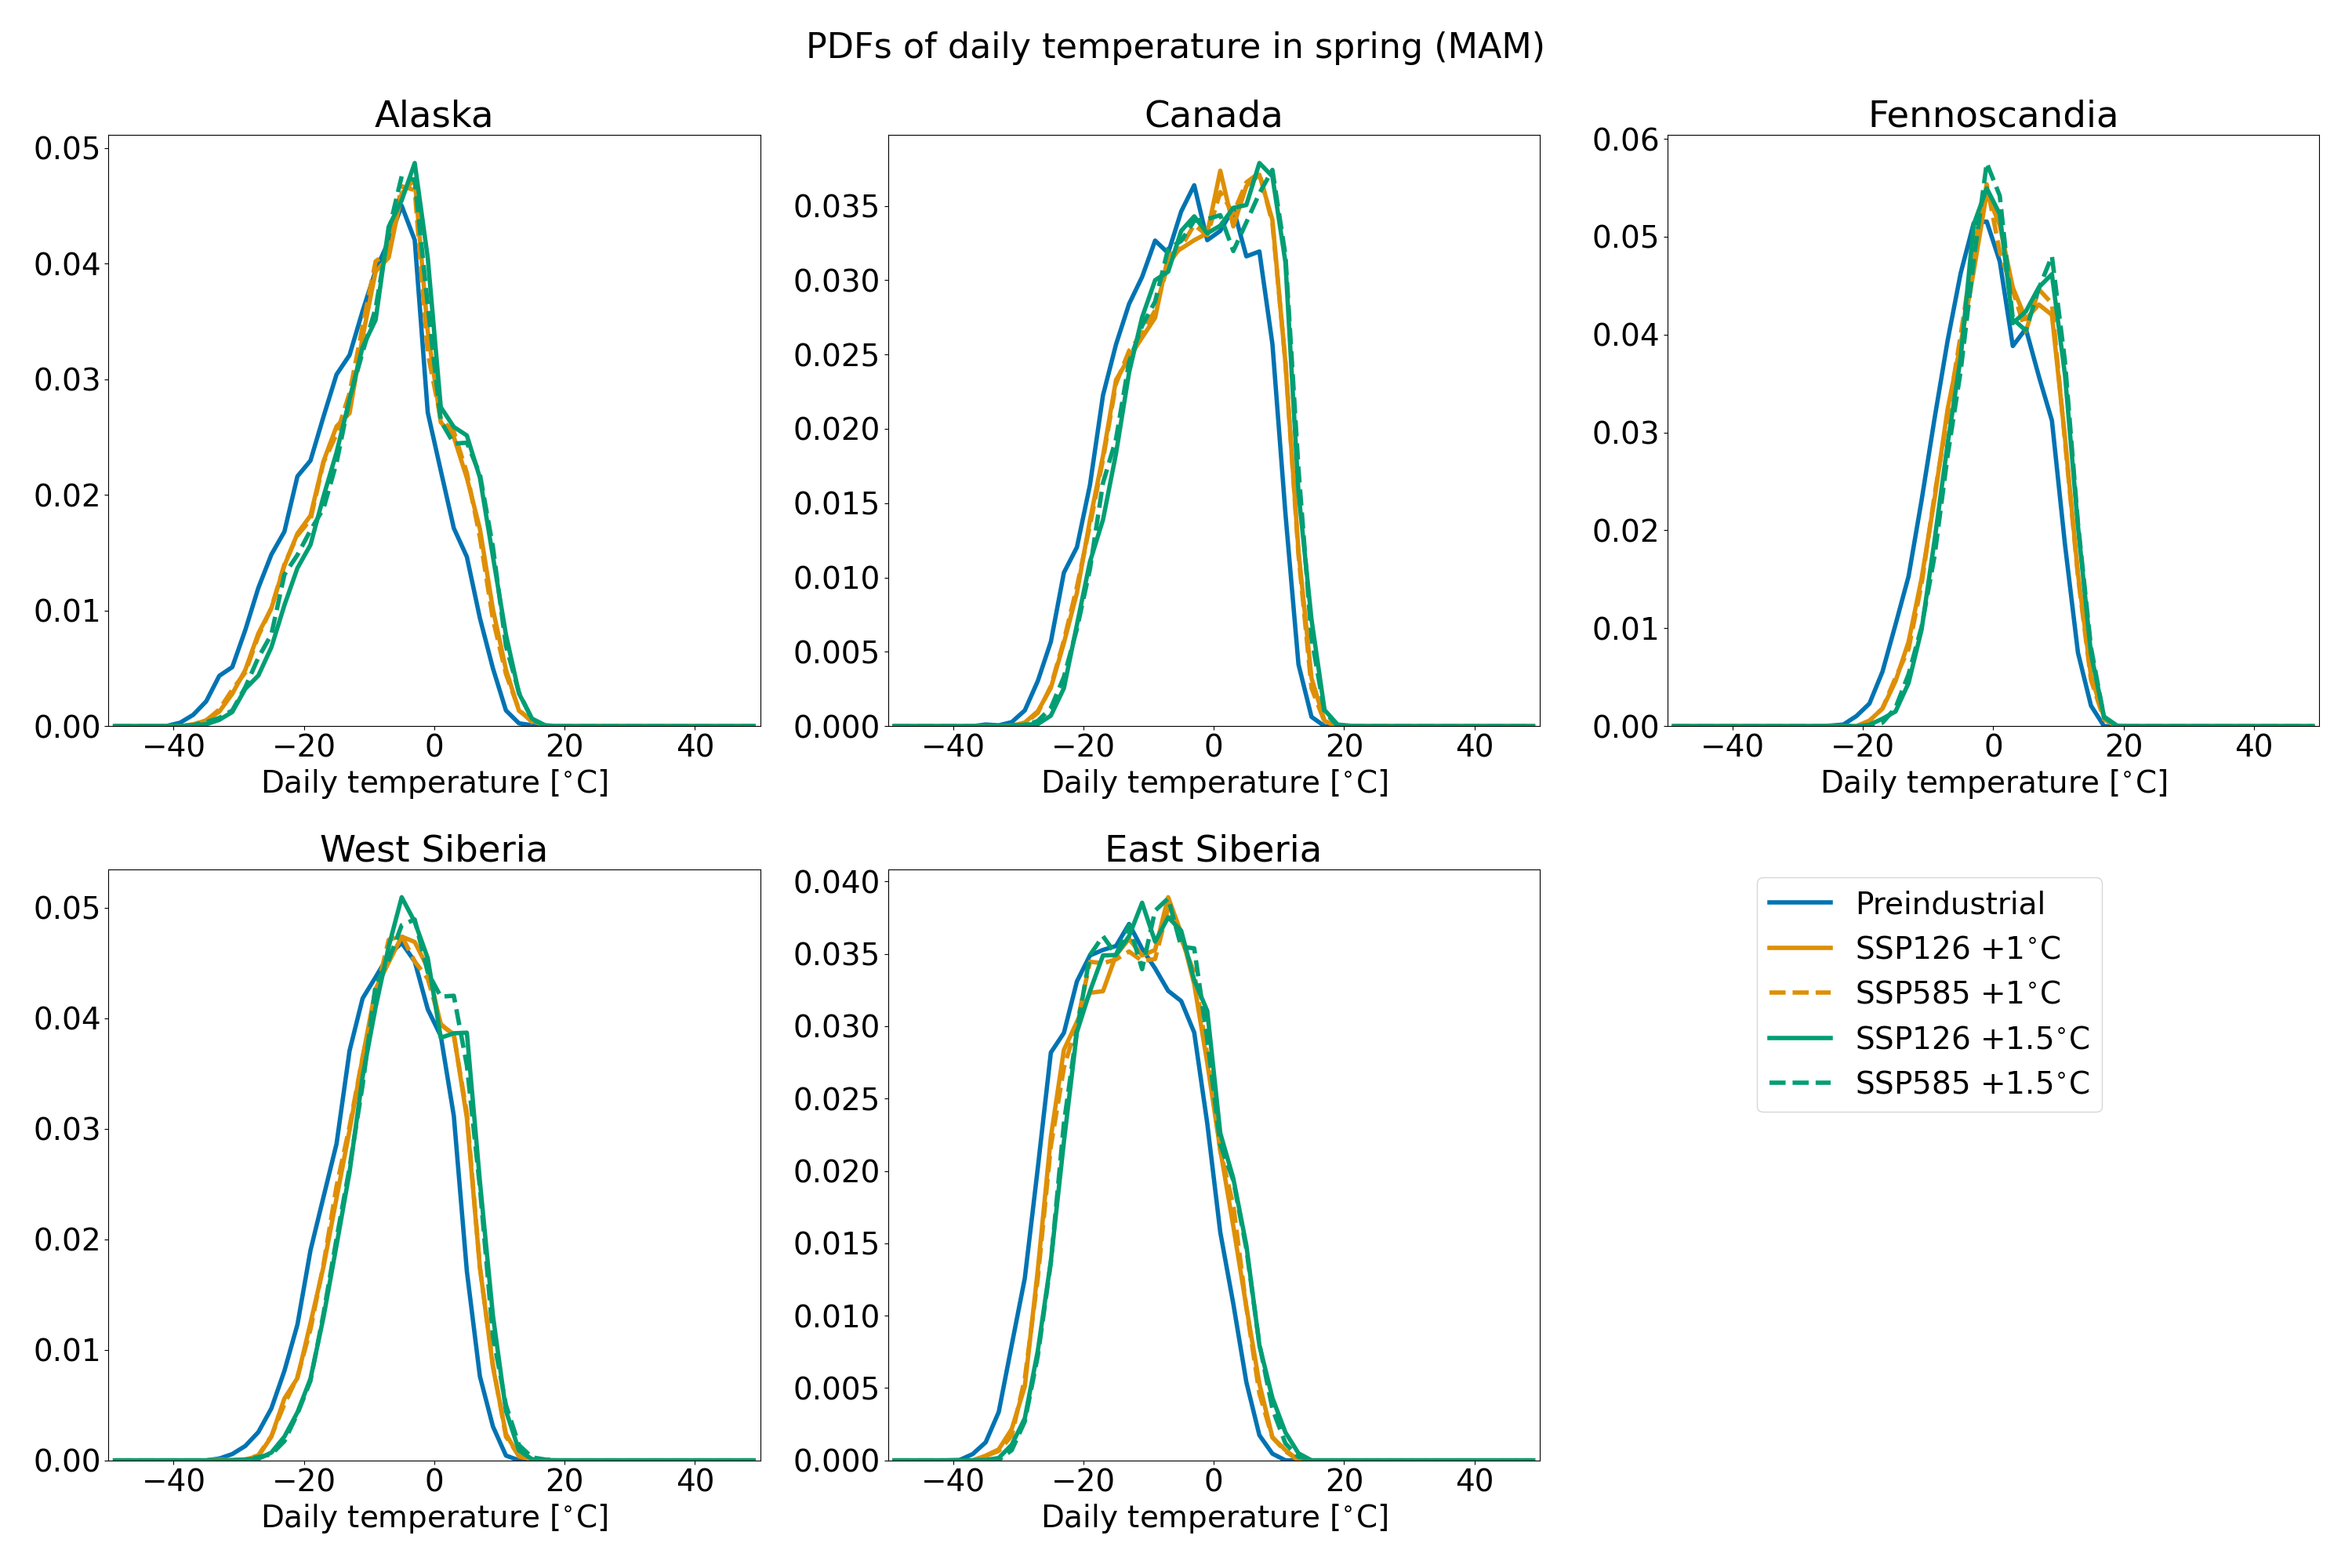 PDFs of daily temperature in spring (MAM)
Alaska
0.05
0.04
0.03
0.02
0.01
0.00
−40 −20 0 20 40
Daily temperature [°C]
Canada
0.035
0.030
0.025
0.020
0.015
0.010
0.005
0.000
−40 −20 0 20 40
Daily temperature [°C]
Fennoscandia
0.06
0.05
0.04
0.03
0.02
0.01
0.00
−40 −20 0 20 40
Daily temperature [°C]
West Siberia
0.05
0.04
0.03
0.02
0.01
0.00
−40 −20 0 20 40
Daily temperature [°C]
East Siberia
0.040
0.035
0.030
0.025
0.020
0.015
0.010
0.005
0.000
−40 −20 0 20 40
Daily temperature [°C]
Preindustrial
SSP126 +1°C
SSP585 +1°C
SSP126 +1.5°C
SSP585 +1.5°C